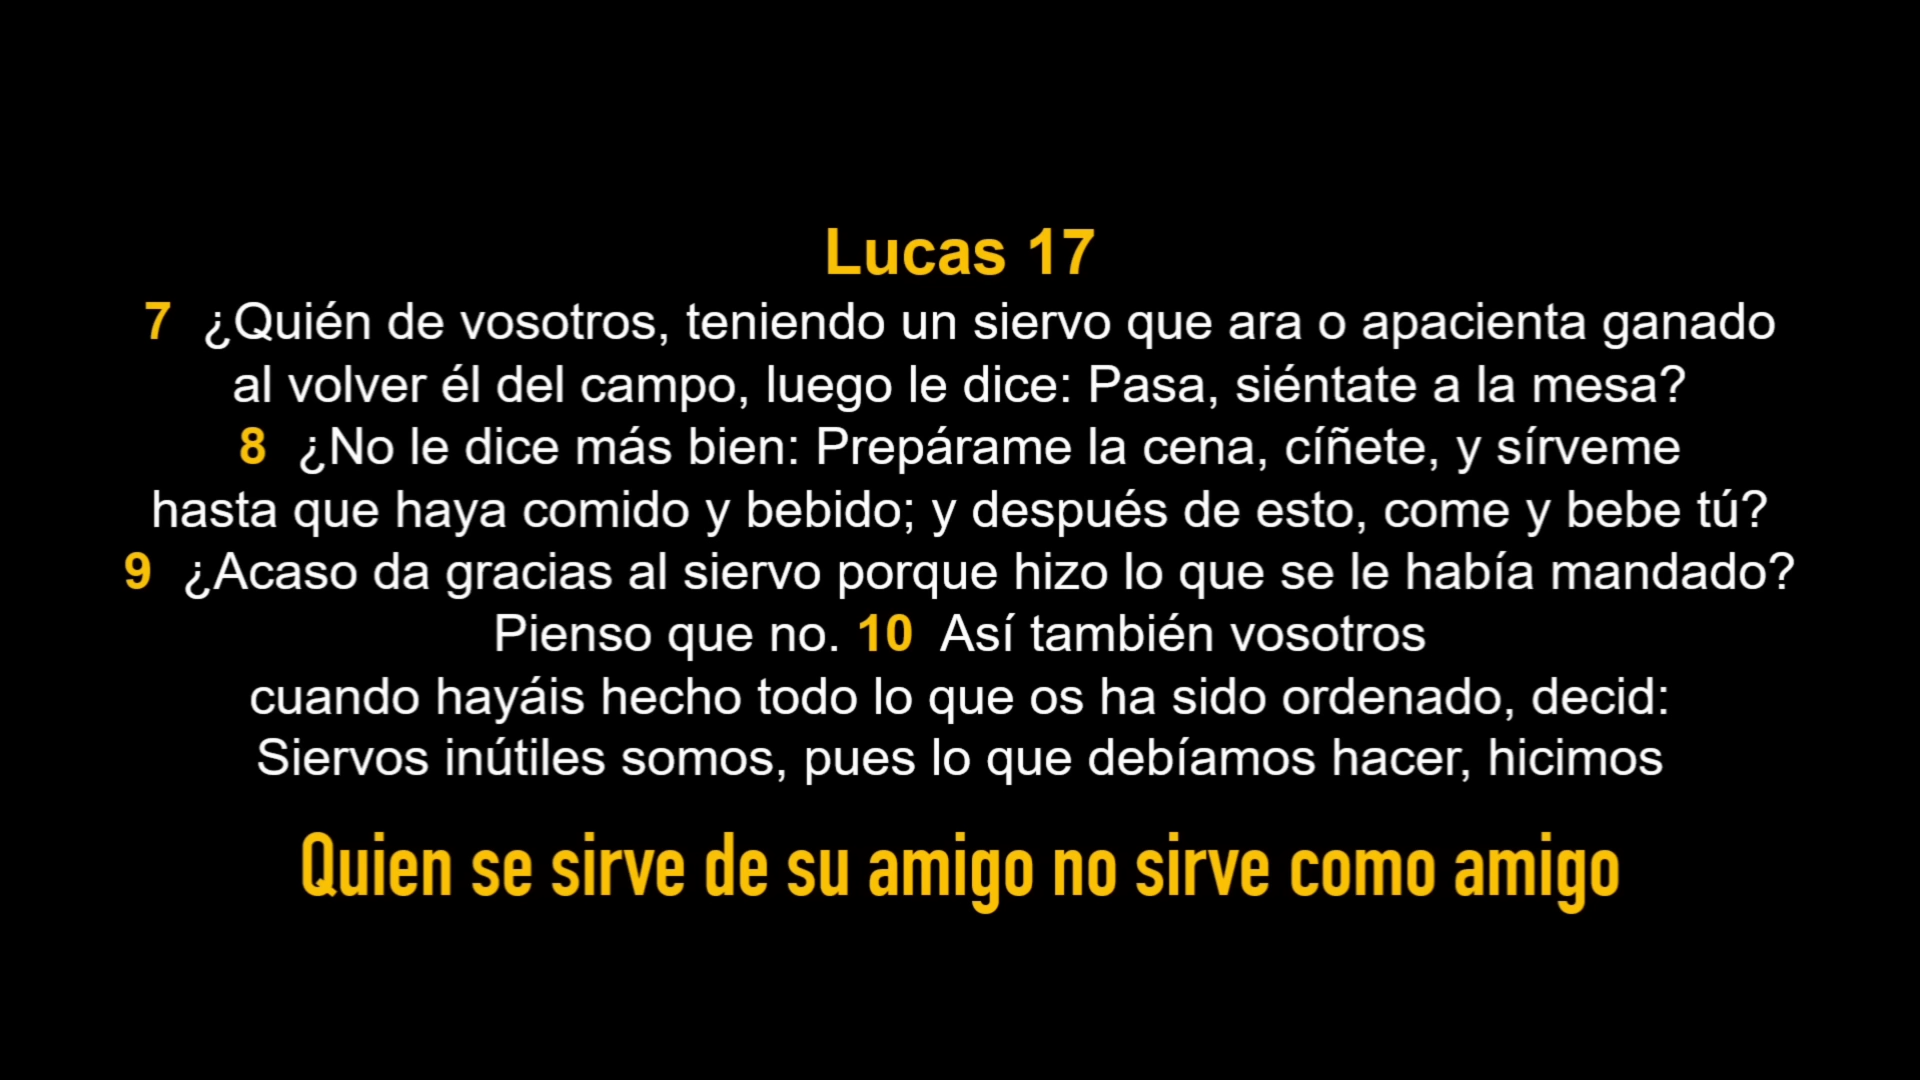 Lucas 17
7 ¿Quién de vosotros, teniendo un siervo que ara o apacienta ganado
al volver él del campo, luego le dice: Pasa, siéntate a la mesa?
8 ¿No le dice más bien: Prepárame la cena, cíñete, y sírveme
hasta que haya comido y bebido; y después de esto, come y bebe tú?
9 ¿Acaso da gracias al siervo porque hizo lo que se le había mandado?
Pienso que no. 10 Así también vosotros
cuando hayáis hecho todo lo que os ha sido ordenado, decid:
Siervos inútiles somos, pues lo que debíamos hacer, hicimos
Quien se sirve de su amigo no sirve como amigo